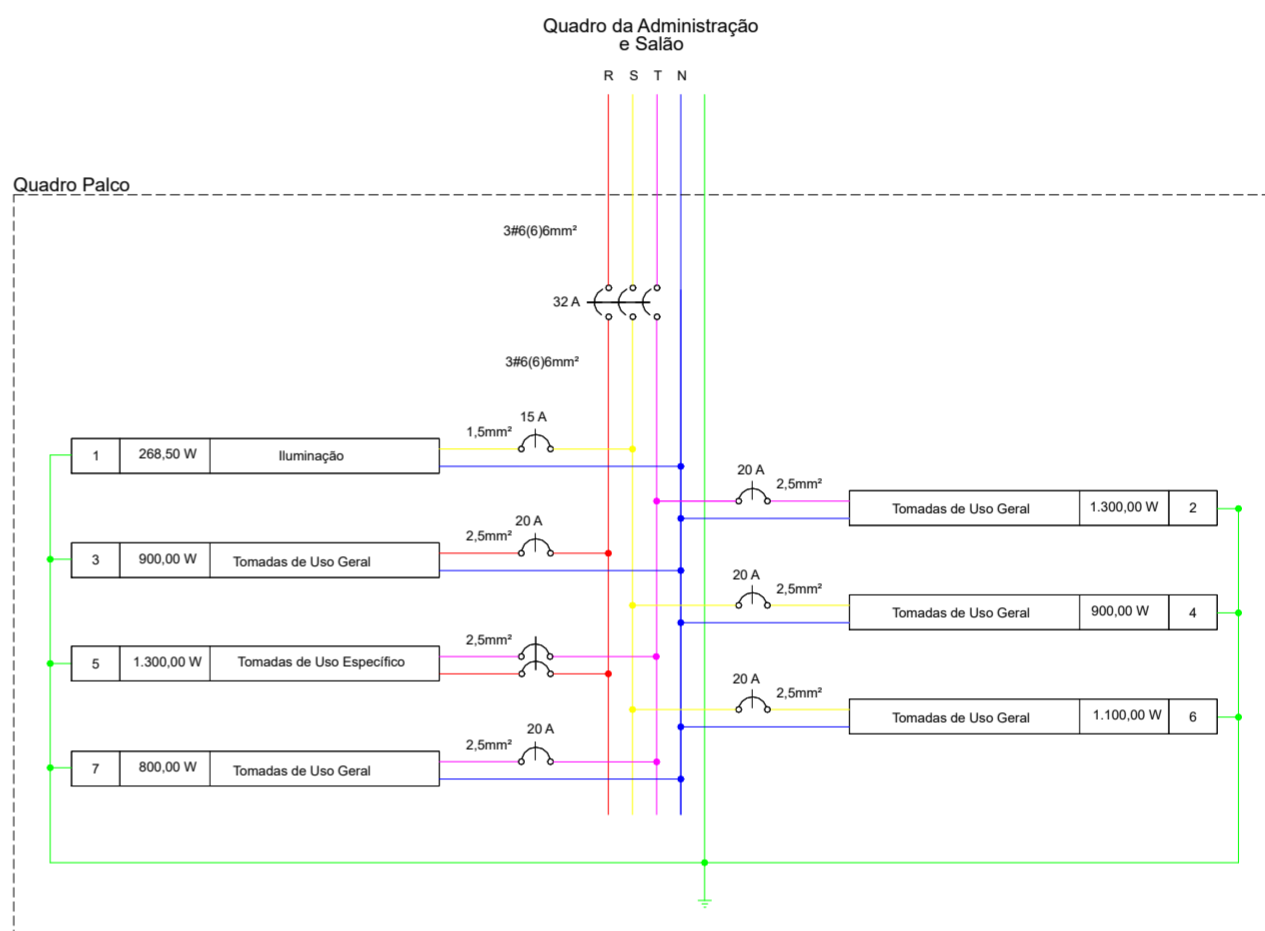 Quadro da Administração
e Salão
R S T N
Quadro Palco
3#6(6)6mm²
32 A
3#6(6)6mm²
15 A
1,5mm²
1 268,50 W Iluminação
20 A
2,5mm²
Tomadas de Uso Geral 1.300,00 W 2
20 A
2,5mm²
3 900,00 W Tomadas de Uso Geral
20 A
2,5mm²
Tomadas de Uso Geral 900,00 W 4
2,5mm²
5 1.300,00 W Tomadas de Uso Específico
20 A
2,5mm²
Tomadas de Uso Geral 1.100,00 W 6
20 A
2,5mm²
7 800,00 W Tomadas de Uso Geral